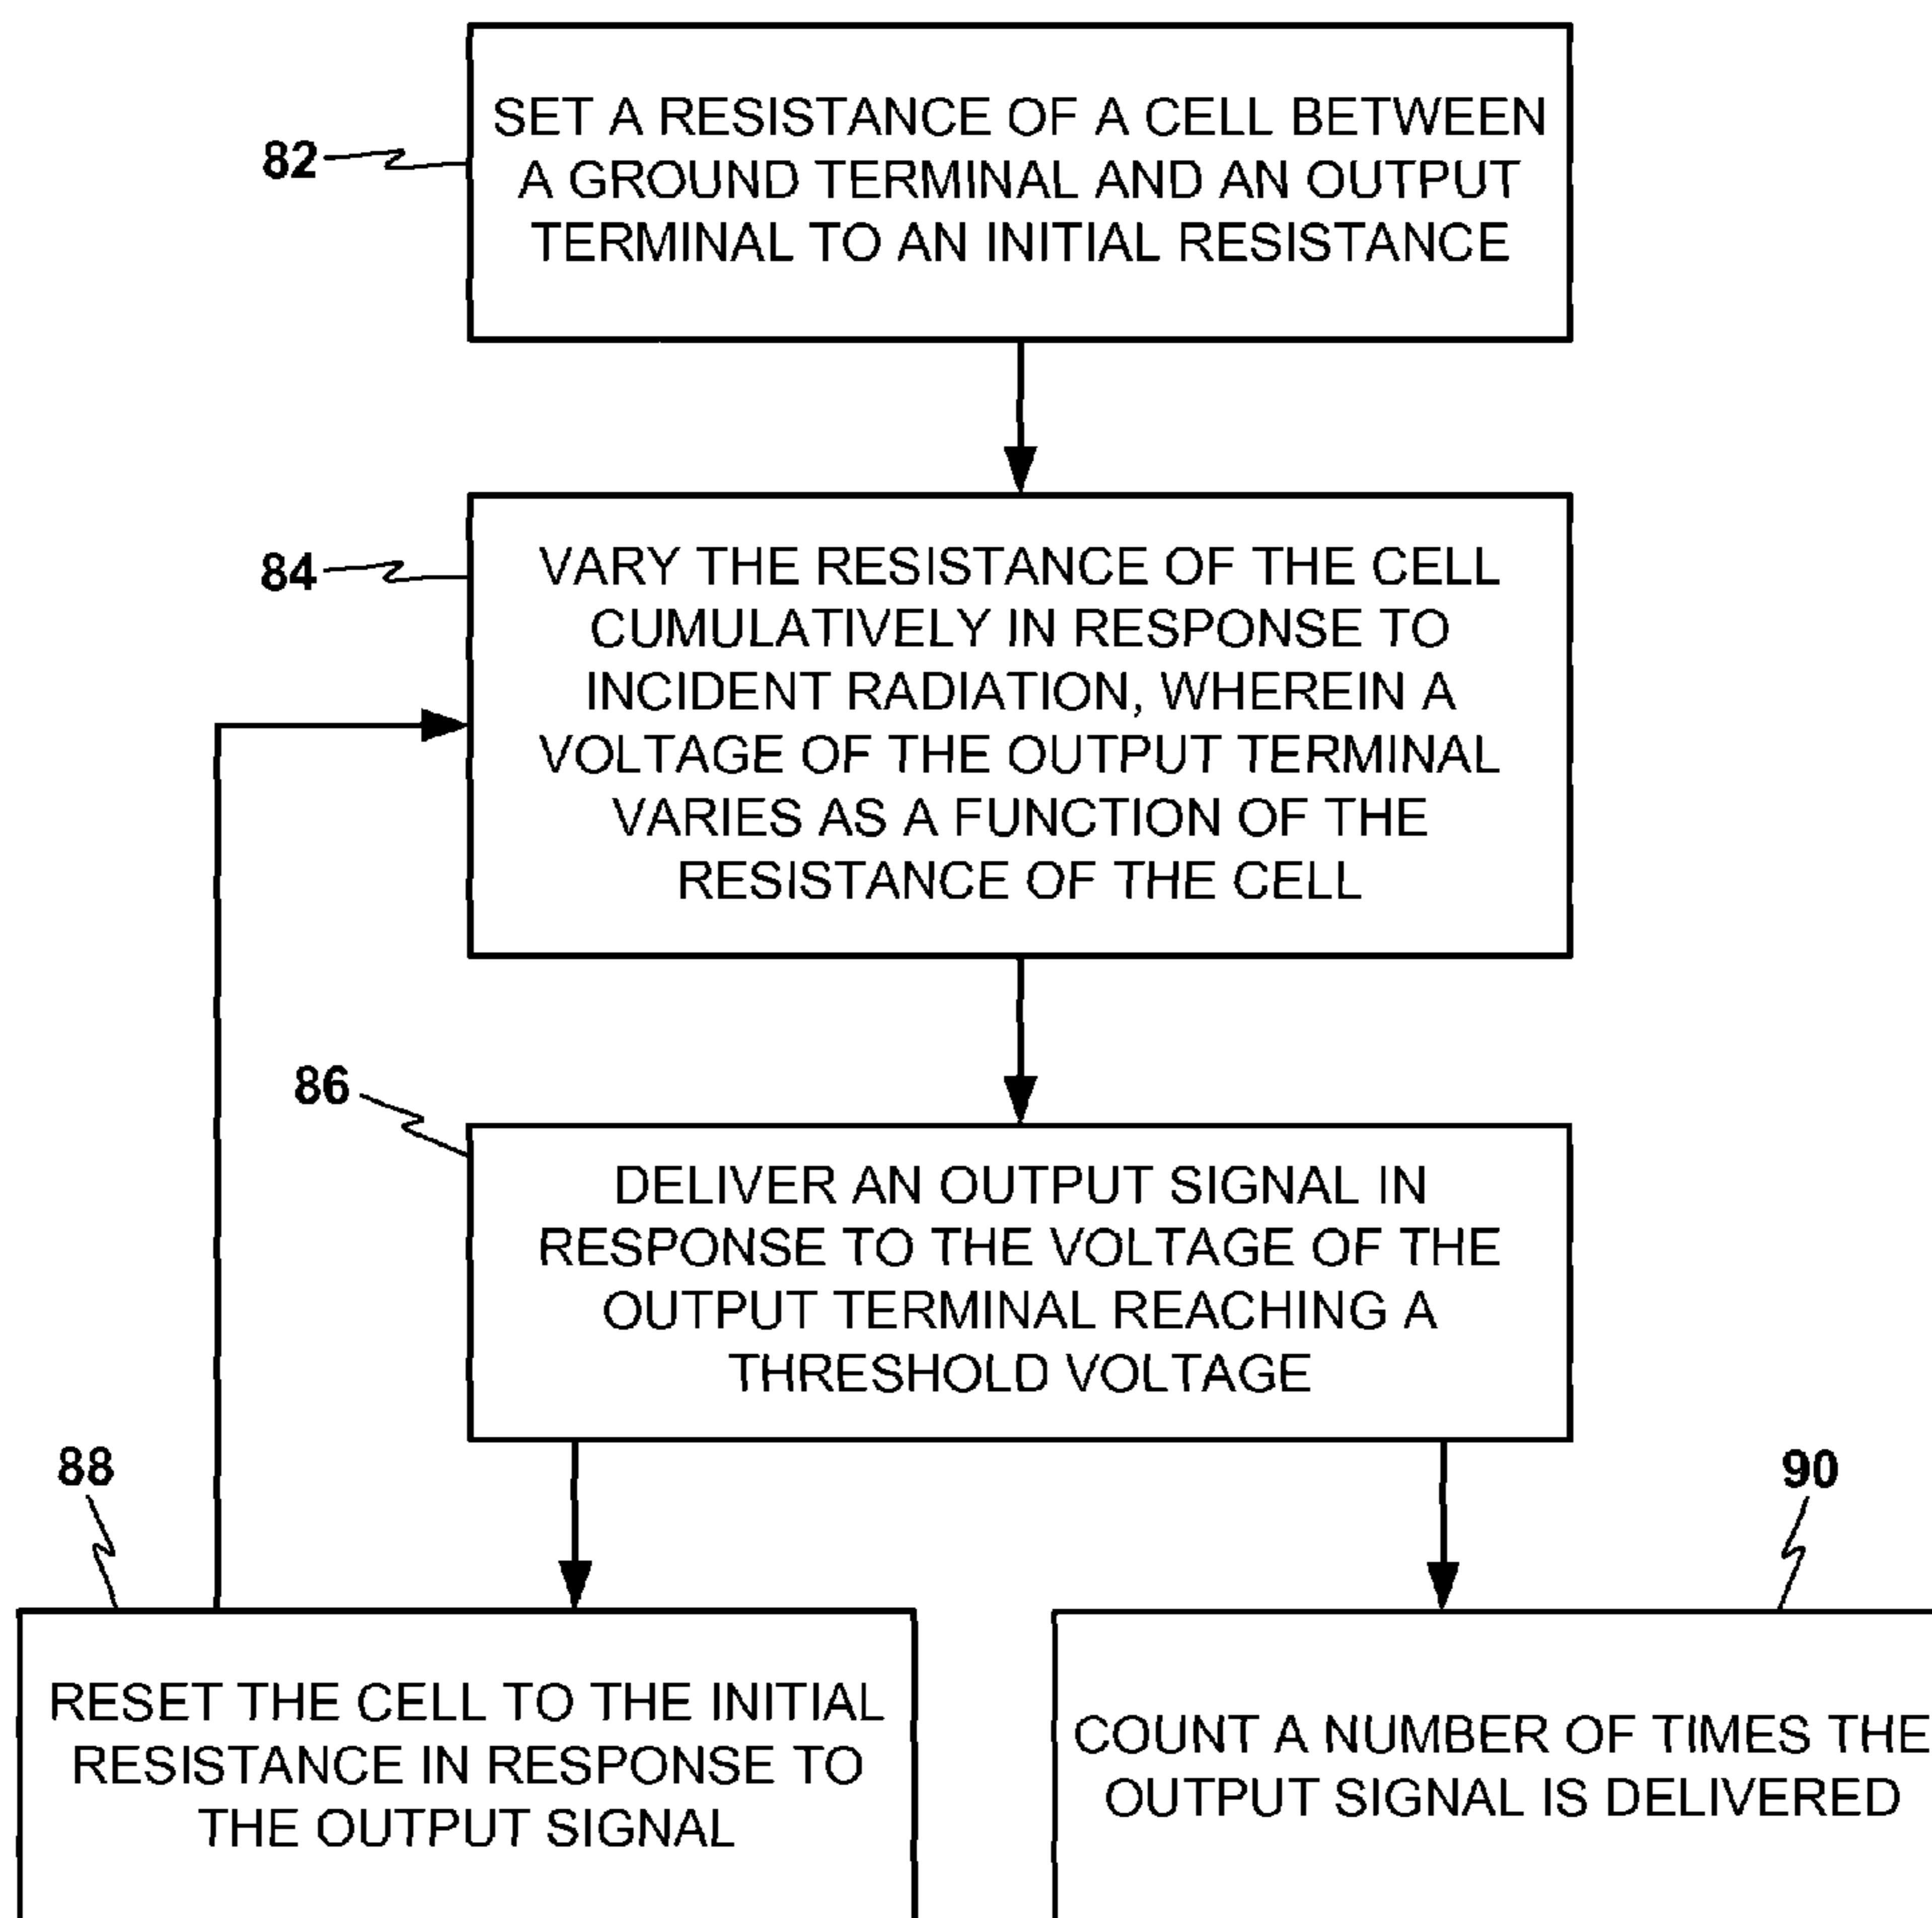 82
SET A RESISTANCE OF A CELL BETWEEN
A GROUND TERMINAL AND AN OUTPUT
TERMINAL TO AN INITIAL RESISTANCE
84
VARY THE RESISTANCE OF THE CELL
CUMULATIVELY IN RESPONSE TO
INCIDENT RADIATION, WHEREIN A
VOLTAGE OF THE OUTPUT TERMINAL
VARIES AS A FUNCTION OF THE
RESISTANCE OF THE CELL
86
DELIVER AN OUTPUT SIGNAL IN
RESPONSE TO THE VOLTAGE OF THE
OUTPUT TERMINAL REACHING A
THRESHOLD VOLTAGE
88
RESET THE CELL TO THE INITIAL
RESISTANCE IN RESPONSE TO
THE OUTPUT SIGNAL
90
COUNT A NUMBER OF TIMES THE
OUTPUT SIGNAL IS DELIVERED